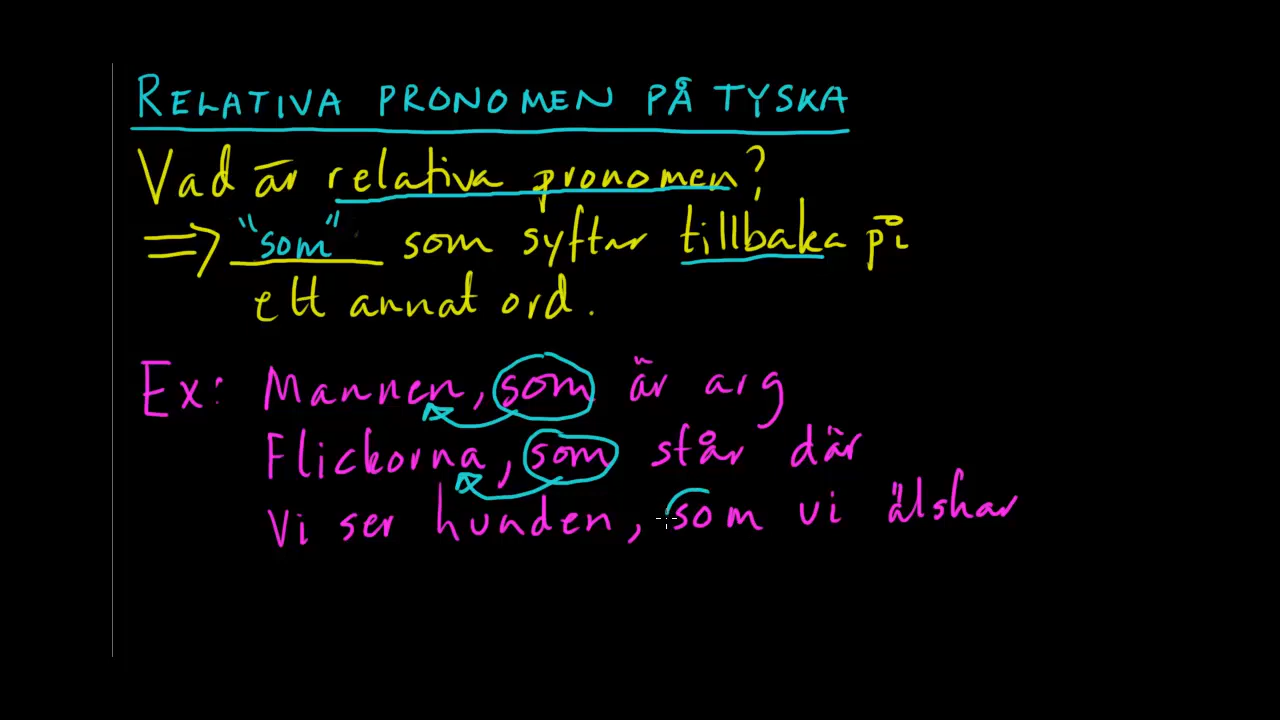 RELATIVA PRONOMEN PÅ TYSKA
Vad är relativa pronomen?
=> "som" som syftar tillbaka på
ett annat ord.
Ex: Mannen, som är arg
Flickorna, som står där
Vi ser hunden, som vi älskar